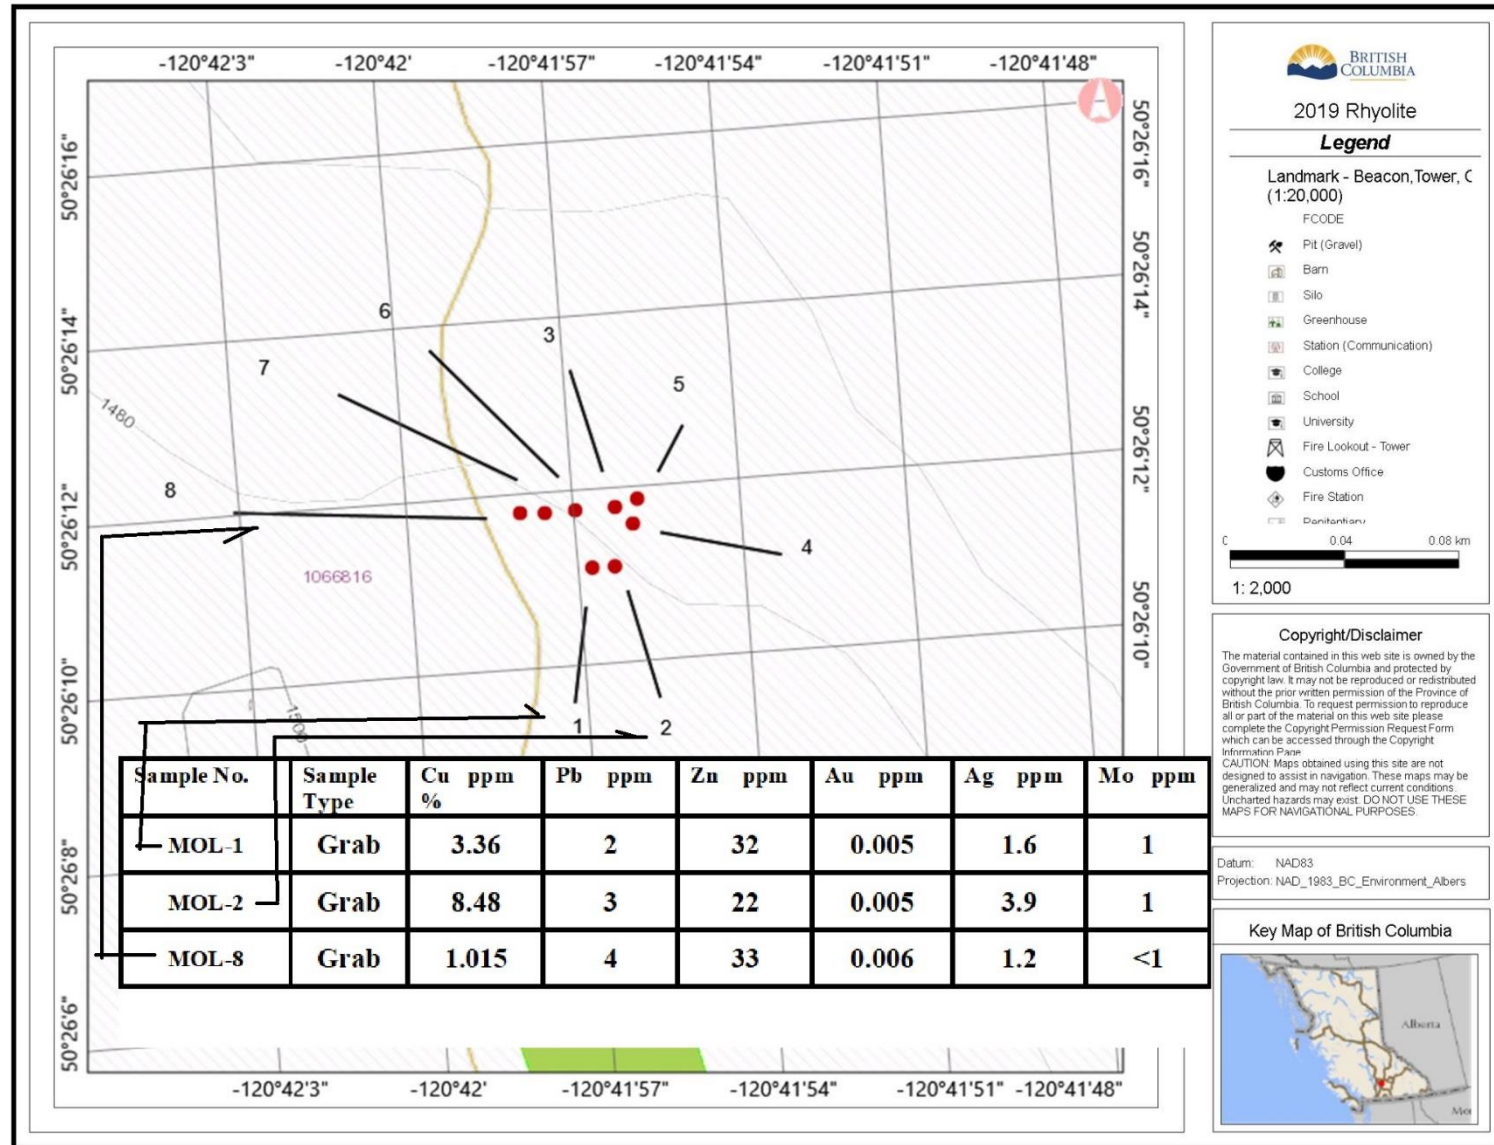 -120°42'3" -120°42' -120°41'57" -120°41'54" -120°41'51" -120°41'48"
50°26'16"
50°26'14"
50°26'12"
50°26'10"
50°26'8"
50°26'6"
50°26'16"
50°26'14"
50°26'12"
50°26'10"
6
3
7
5
1480
8
4
1066816
1500
1
2
Sample No. Sample Type Cu ppm % Pb ppm Zn ppm Au ppm Ag ppm Mo ppm
MOL-1 Grab 3.36 2 32 0.005 1.6 1
MOL-2 Grab 8.48 3 22 0.005 3.9 1
MOL-8 Grab 1.015 4 33 0.006 1.2 <1
-120°42'3" -120°42' -120°41'57" -120°41'54" -120°41'51" -120°41'48"
BRITISH
COLUMBIA
2019 Rhyolite
Legend
Landmark - Beacon,Tower, C
(1:20,000)
FCODE
Pit (Gravel)
Barn
Silo
Greenhouse
Station (Communication)
College
School
University
Fire Lookout - Tower
Customs Office
Fire Station
Penitentiary
0.04 0.08 km
1: 2,000
Copyright/Disclaimer
The material contained in this web site is owned by the
Government of British Columbia and protected by
copyright law. It may not be reproduced or redistributed
without the prior written permission of the Province of
British Columbia. To request permission to reproduce
all or part of the material on this web site please
complete the Copyright Permission Request Form
which can be accessed through the Copyright
Information Page
CAUTION: Maps obtained using this site are not
designed to assist in navigation. These maps may be
generalized and may not reflect current conditions.
Uncharted hazards may exist. DO NOT USE THESE
MAPS FOR NAVIGATIONAL PURPOSES.
Datum: NAD83
Projection: NAD_1983_BC_Environment_Albers
Key Map of British Columbia
Alberta